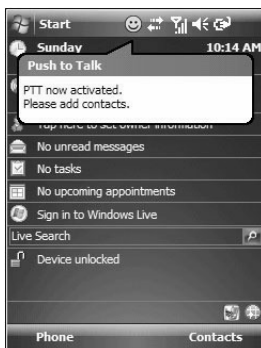 Start
Sunday 10:14 AM
Push to Talk
PTT now activated.
Please add contacts.
Tap here to set owner information
No unread messages
No tasks
No upcoming appointments
Sign in to Windows Live
Live Search
Device unlocked
Phone Contacts